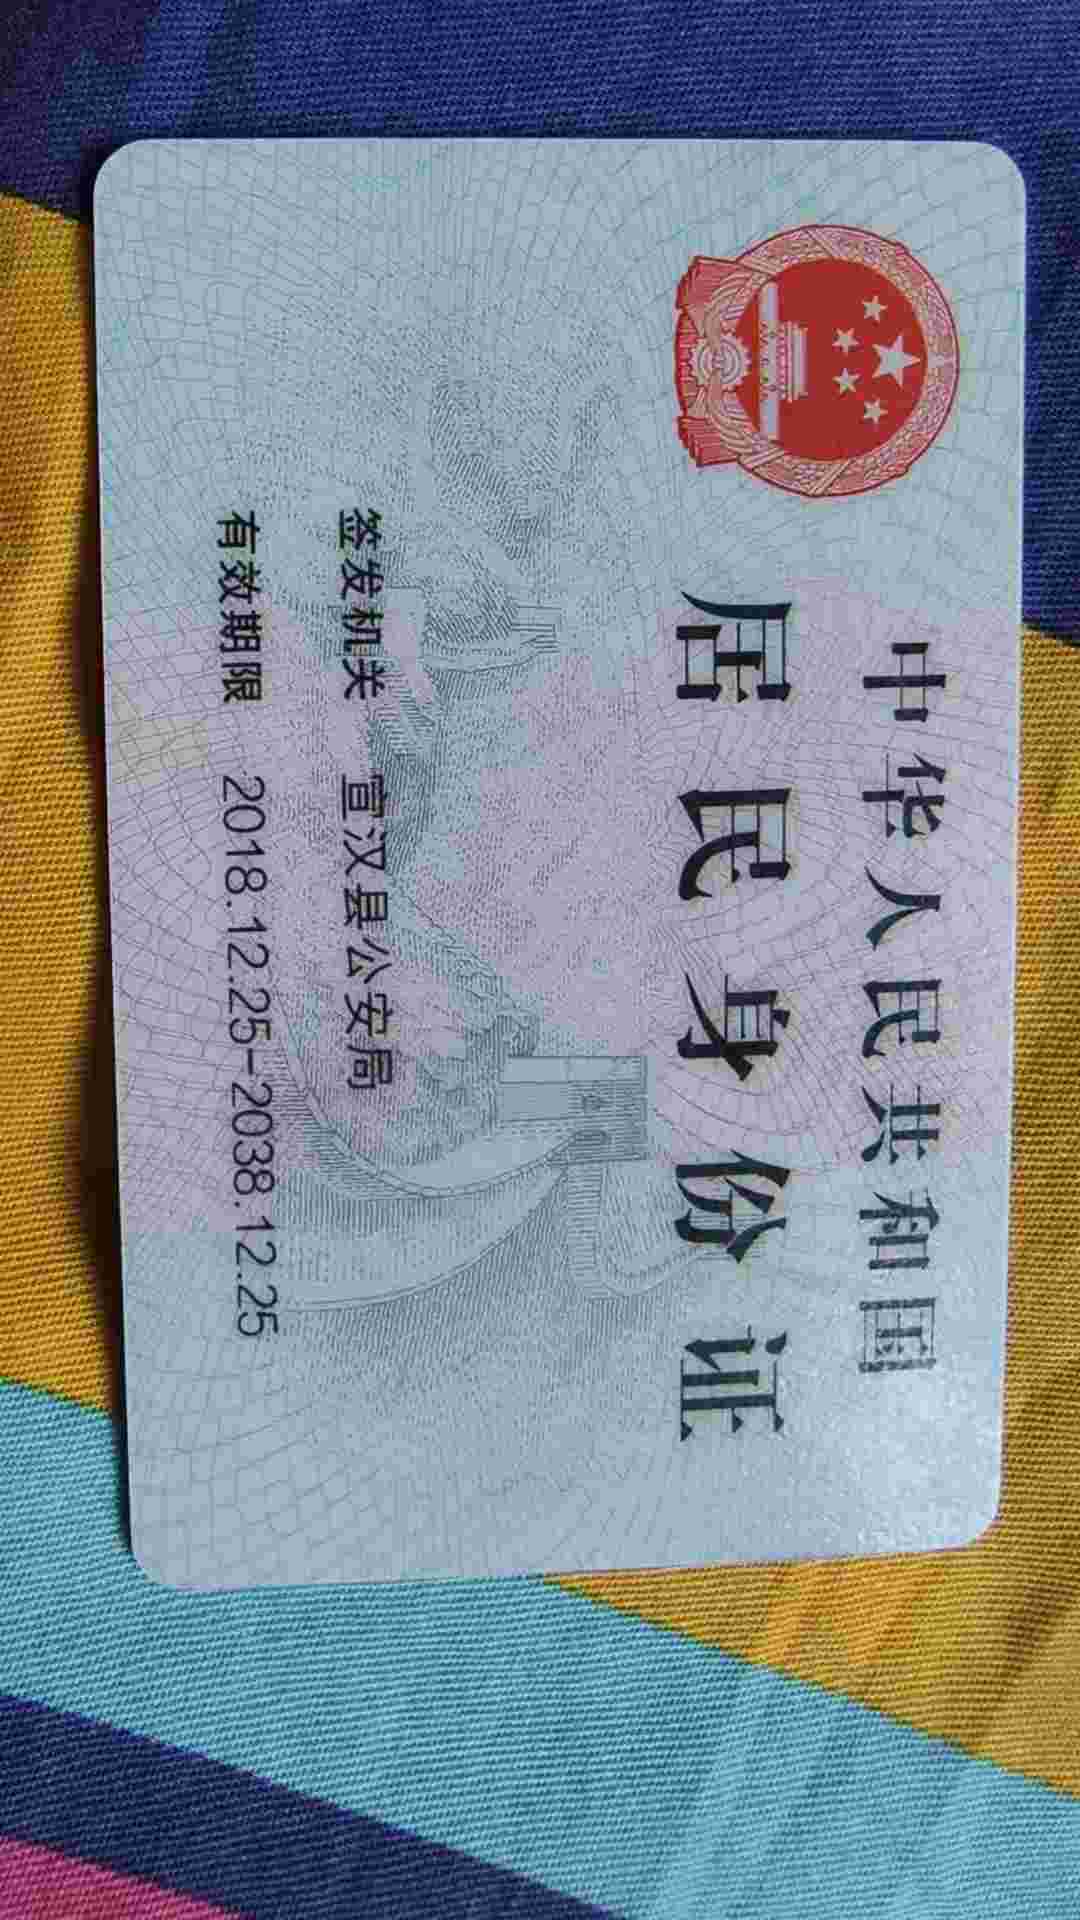 中华人民共和国
居民身份证
签发机关 宣汉县公安局
有效期限 2018.12.25-2038.12.25